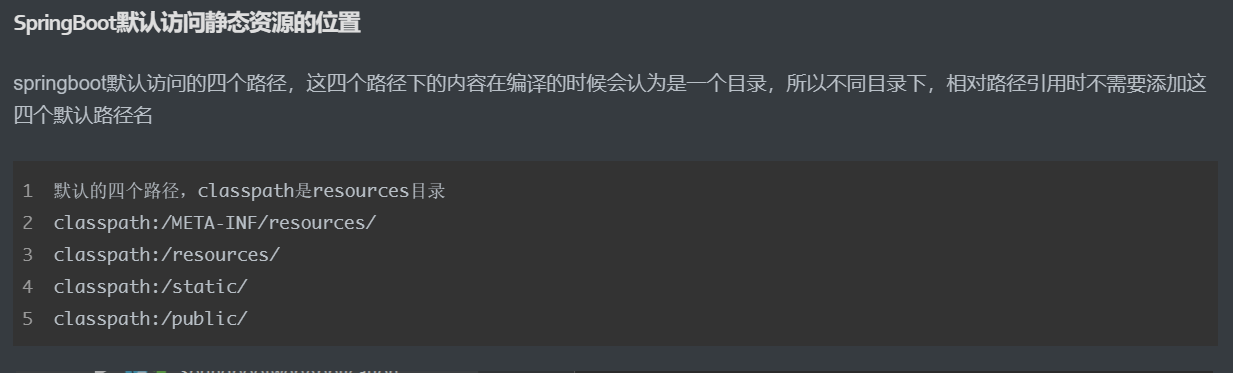 SpringBoot默认访问静态资源的位置
springboot默认访问的四个路径，这四个路径下的内容在编译的时候会认为是一个目录，所以不同目录下，相对路径引用时不需要添加这
四个默认路径名
1 默认的四个路径，classpath是resources目录
2 classpath:/META-INF/resources/
3 classpath:/resources/
4 classpath:/static/
5 classpath:/public/